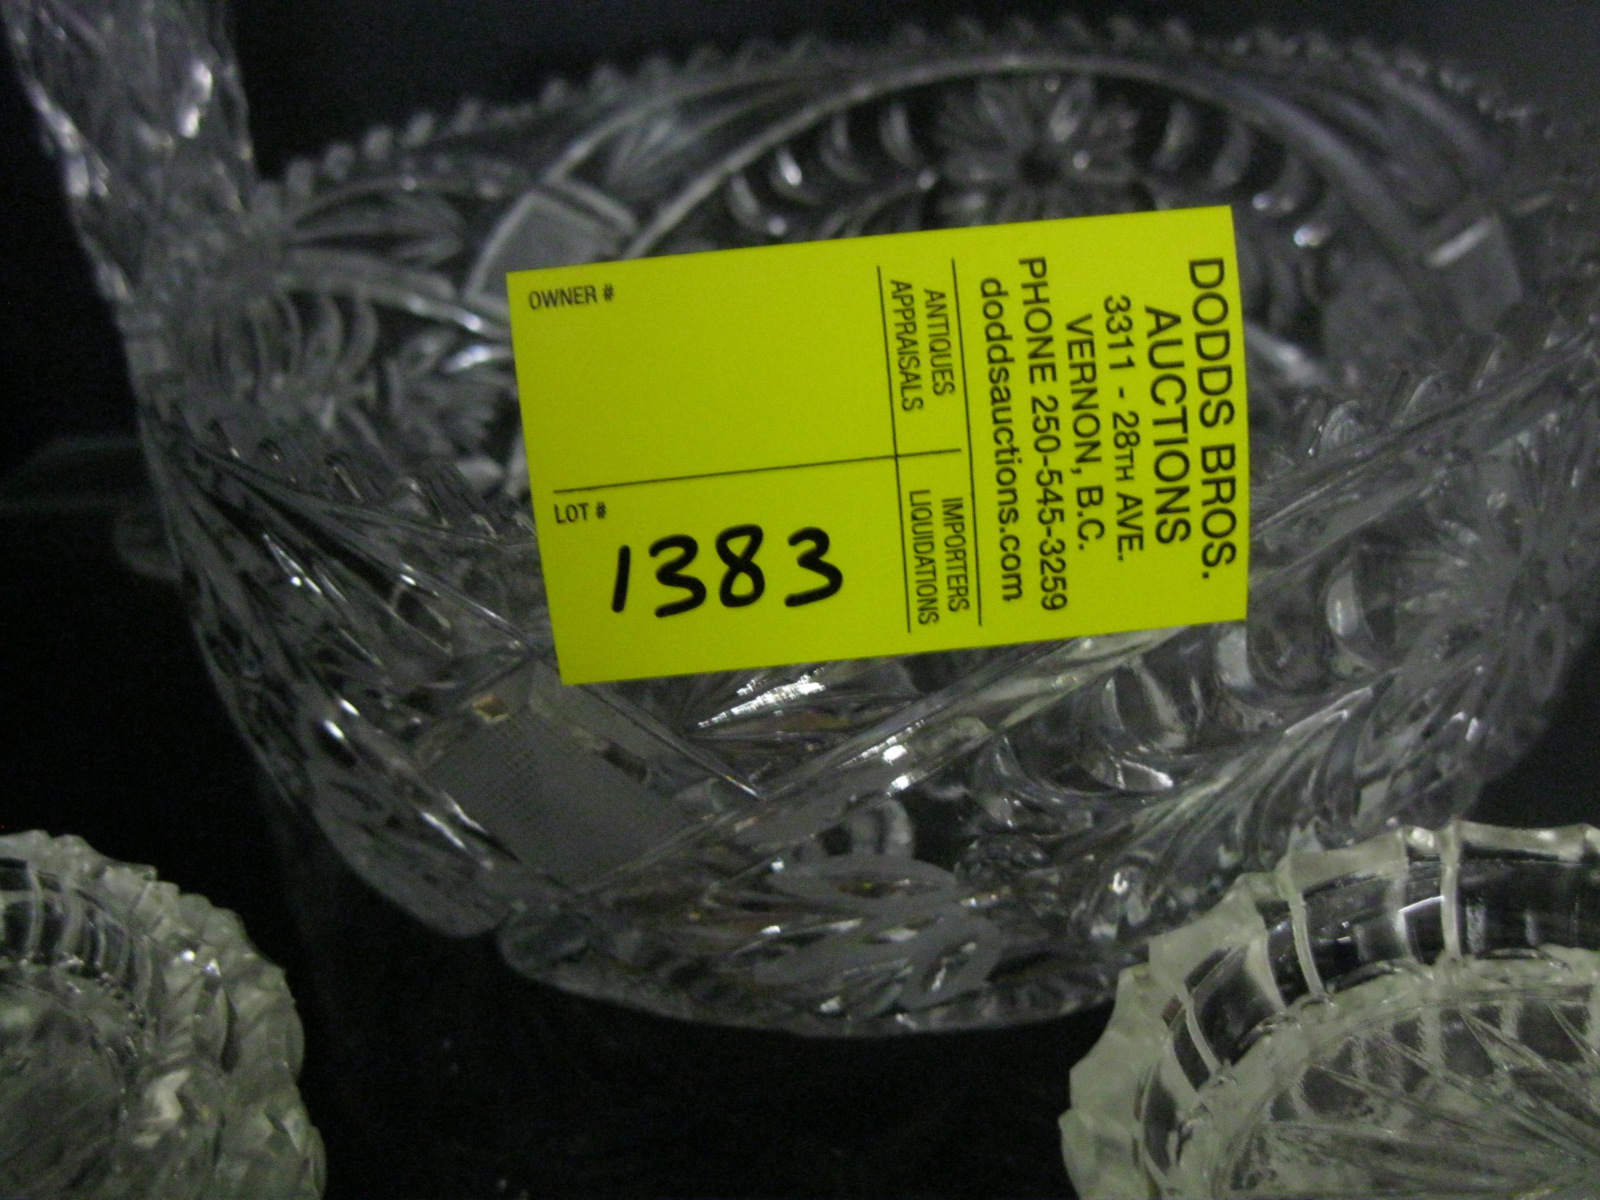 DODDS BROS.
AUCTIONS
3311 - 28TH AVE.
VERNON, B.C.
PHONE 250-545-3259
doddsauctions.com
ANTIQUES
APPRAISALS
IMPORTERS
LIQUIDATIONS
OWNER #
LOT #
1383